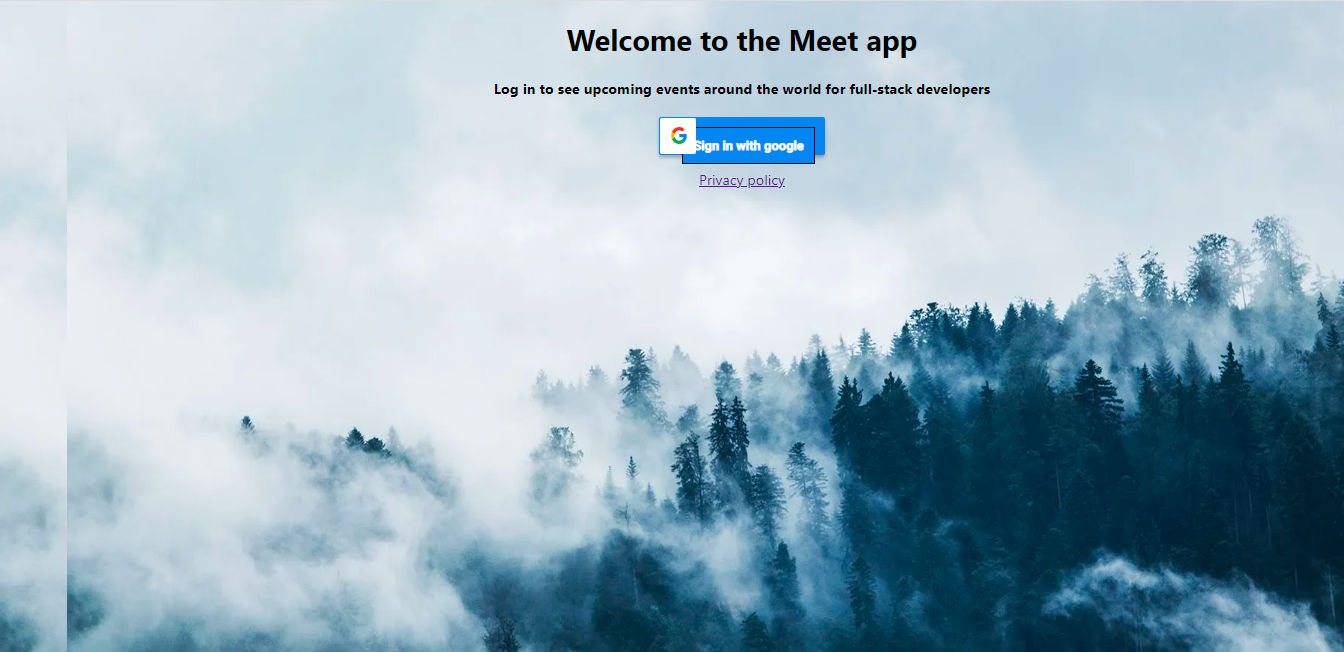 Welcome to the Meet app
Log in to see upcoming events around the world for full-stack developers
Sign in with google
Privacy policy